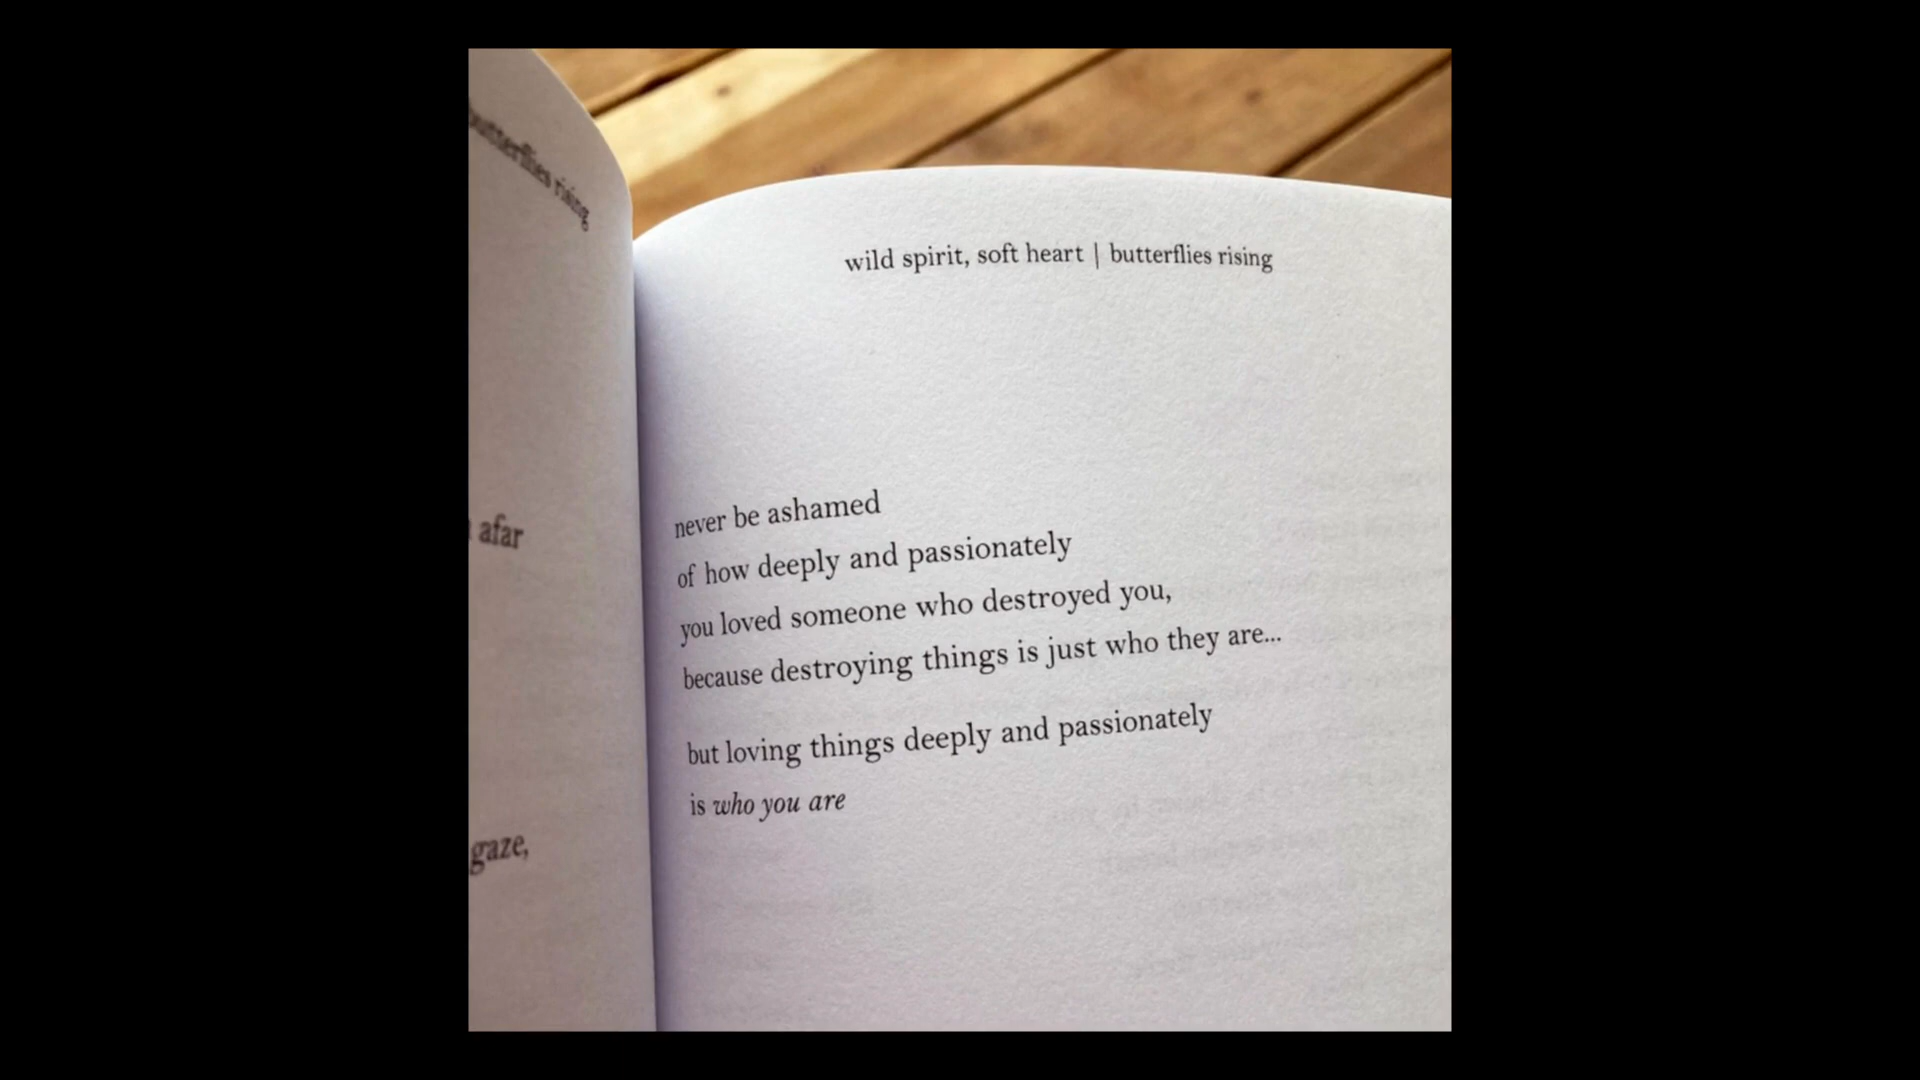 butterflies rising
afar
gaze,
wild spirit, soft heart | butterflies rising
never be ashamed
of how deeply and passionately
you loved someone who destroyed you,
because destroying things is just who they are...
but loving things deeply and passionately
is who you are